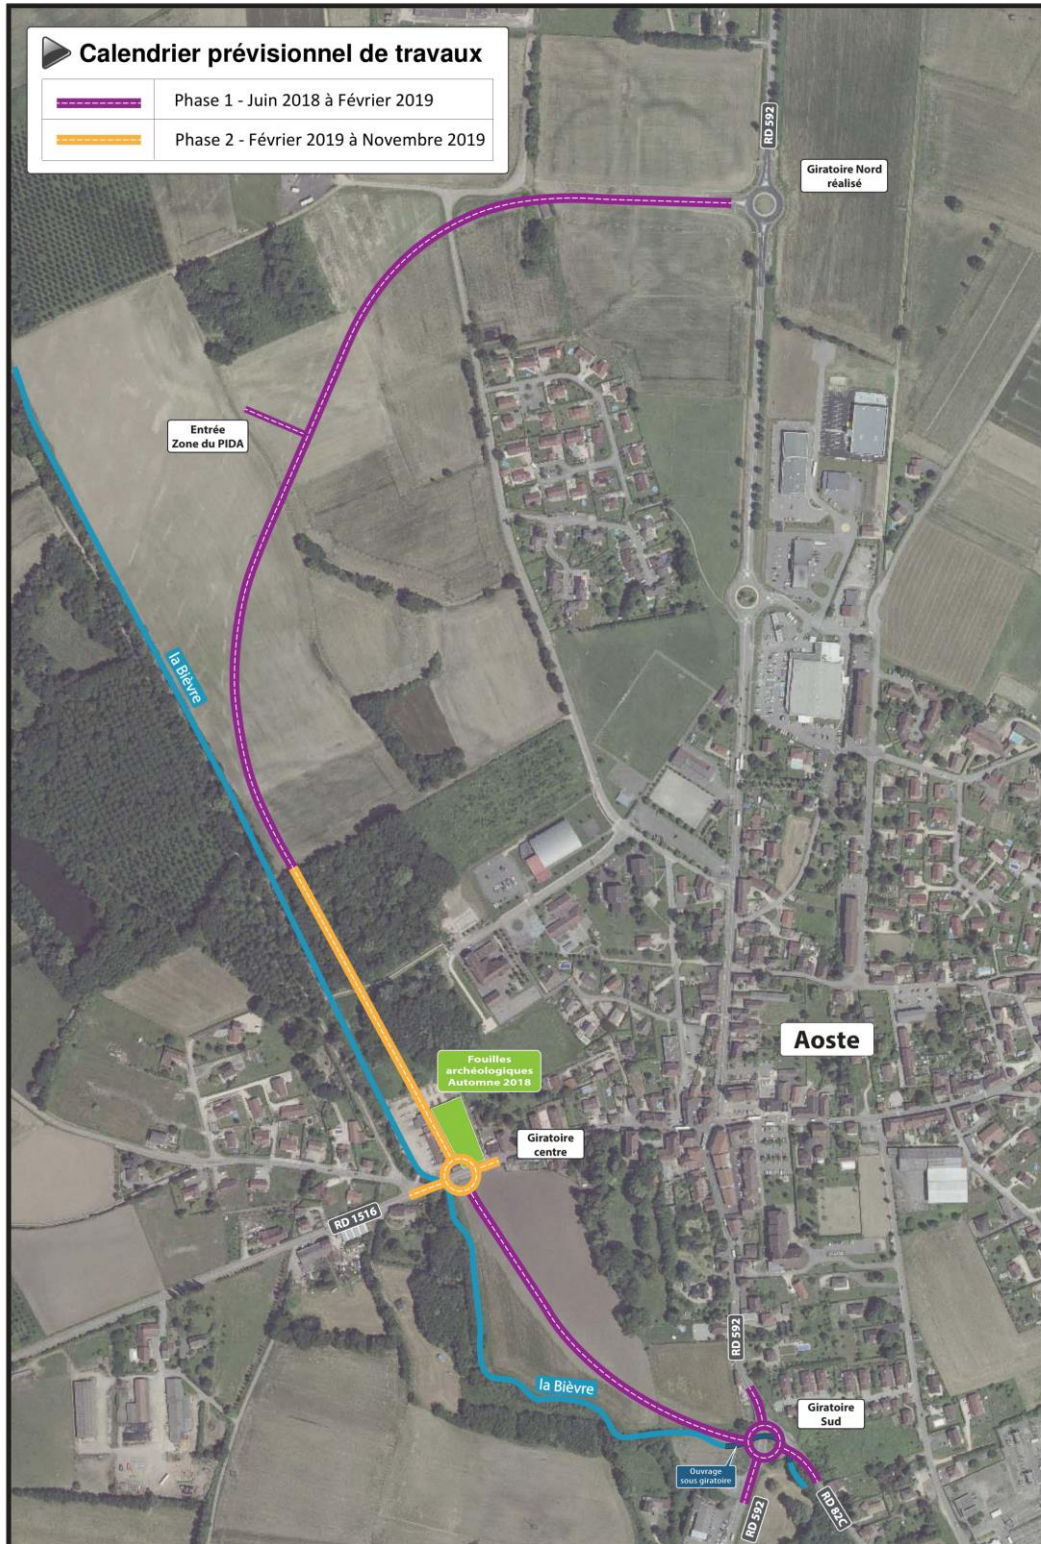 Calendrier prévisionnel de travaux
Phase 1 - Juin 2018 à Février 2019
Phase 2 - Février 2019 à Novembre 2019
RD 592
Giratoire Nord
réalisé
Entrée
Zone du PIDA
la Bièvre
Aoste
Fouilles
archéologiques
Automne 2018
Giratoire
centre
RD 1516
RD 592
la Bièvre
Giratoire
Sud
Ouvrage
sous giratoire
RD 592
RD 82C